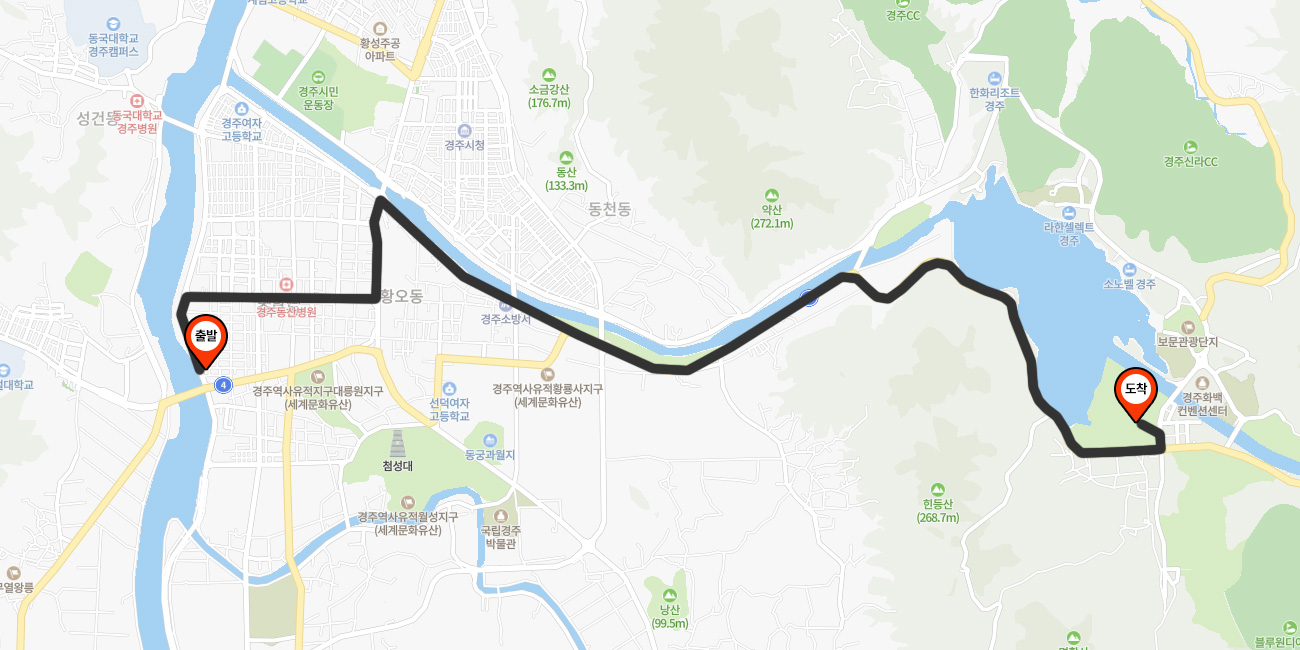 경주CC
동국대학교
경주캠퍼스
황성주공
아파트
소금강산
(176.7m)
경주시민
운동장
한화리조트
경주
성건동
동국대학교
경주병원
경주여자
고등학교
경주시청
경주신라CC
동산
(133.3m)
동천동
약산
(272.1m)
라한셀렉트
경주
소노벨 경주
황오동
경주동산병원
경주소방서
출발
보문관광단지
4
경주역사유적지구대릉원지구
(세계문화유산)
선덕여자
고등학교
경주역사유적황룡사지구
(세계문화유산)
도착
경주화백
컨벤션센터
첨성대
동궁과월지
경주역사유적월성지구
(세계문화유산)
국립경주
박물관
힌등산
(268.7m)
낭산
(99.5m)